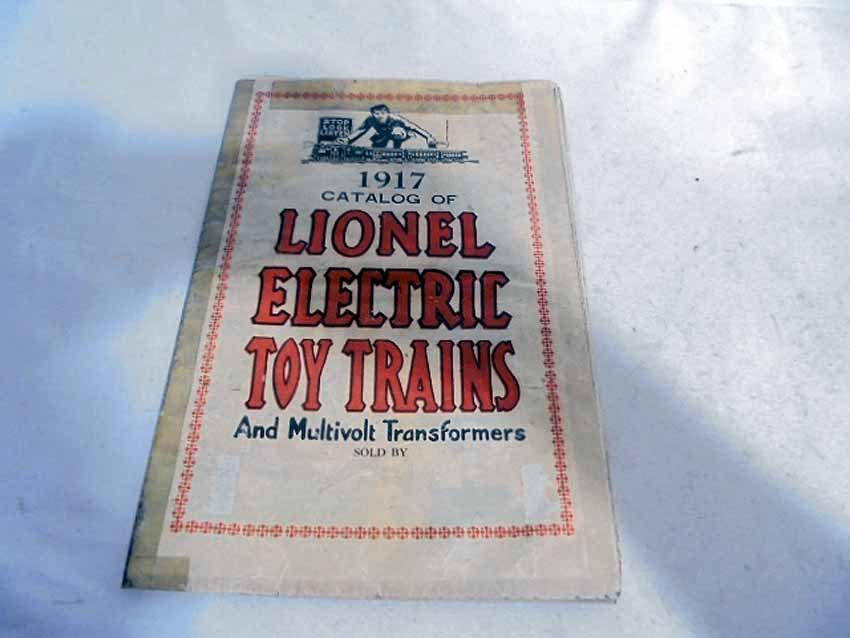 STOP
LOOK
LISTEN
1917
CATALOG OF
LIONEL
ELECTRIC
TOY TRAINS
And Multivolt Transformers
SOLD BY